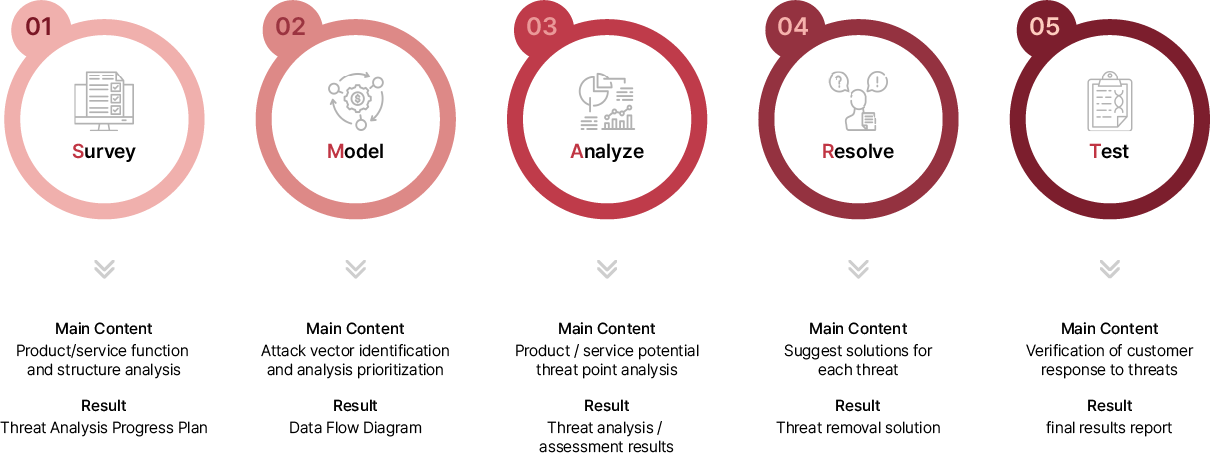 01
Survey
Main Content
Product/service function
and structure analysis
Result
Threat Analysis Progress Plan
02
Model
Main Content
Attack vector identification
and analysis prioritization
Result
Data Flow Diagram
03
Analyze
Main Content
Product / service potential
threat point analysis
Result
Threat analysis /
assessment results
04
? !
Resolve
Main Content
Suggest solutions for
each threat
Result
Threat removal solution
05
Test
Main Content
Verification of customer
response to threats
Result
final results report